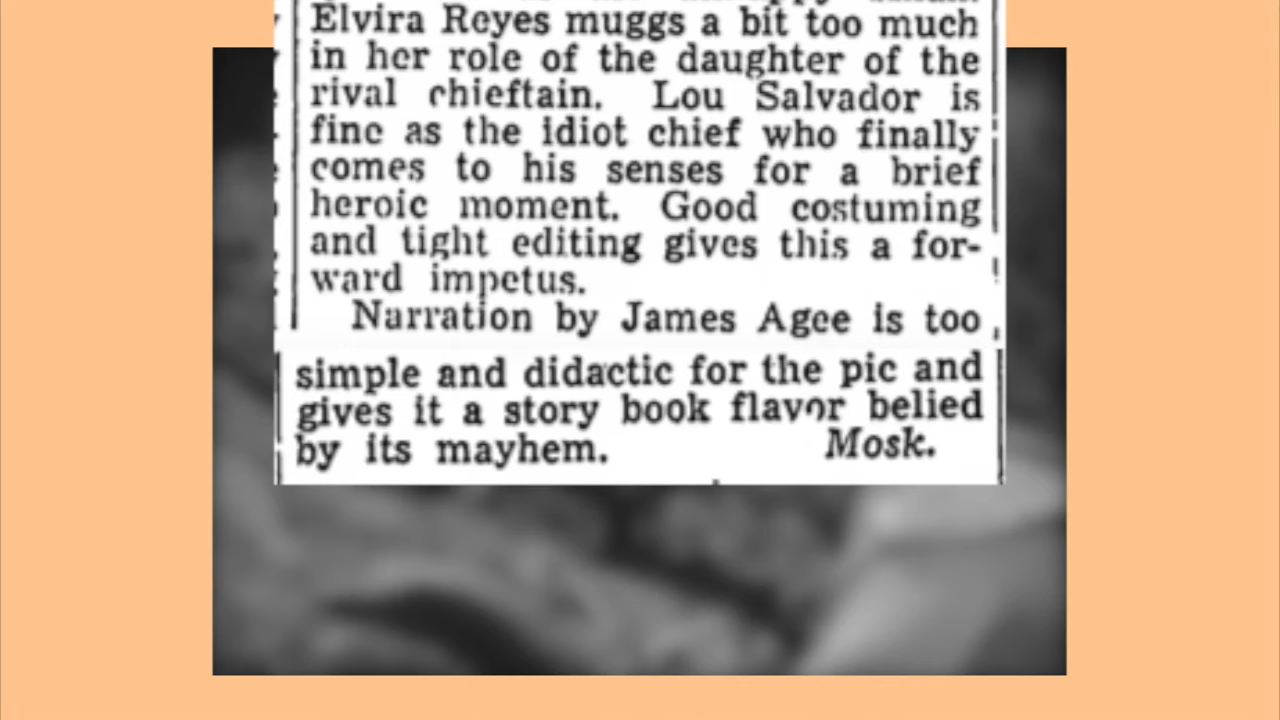 Elvira Reyes muggs a bit too much
in her role of the daughter of the
rival chieftain. Lou Salvador is
fine as the idiot chief who finally
comes to his senses for a brief
heroic moment. Good costuming
and tight editing gives this a for-
ward impetus.
Narration by James Agee is too
simple and didactic for the pic and
gives it a story book flavor belied
by its mayhem. Mosk.